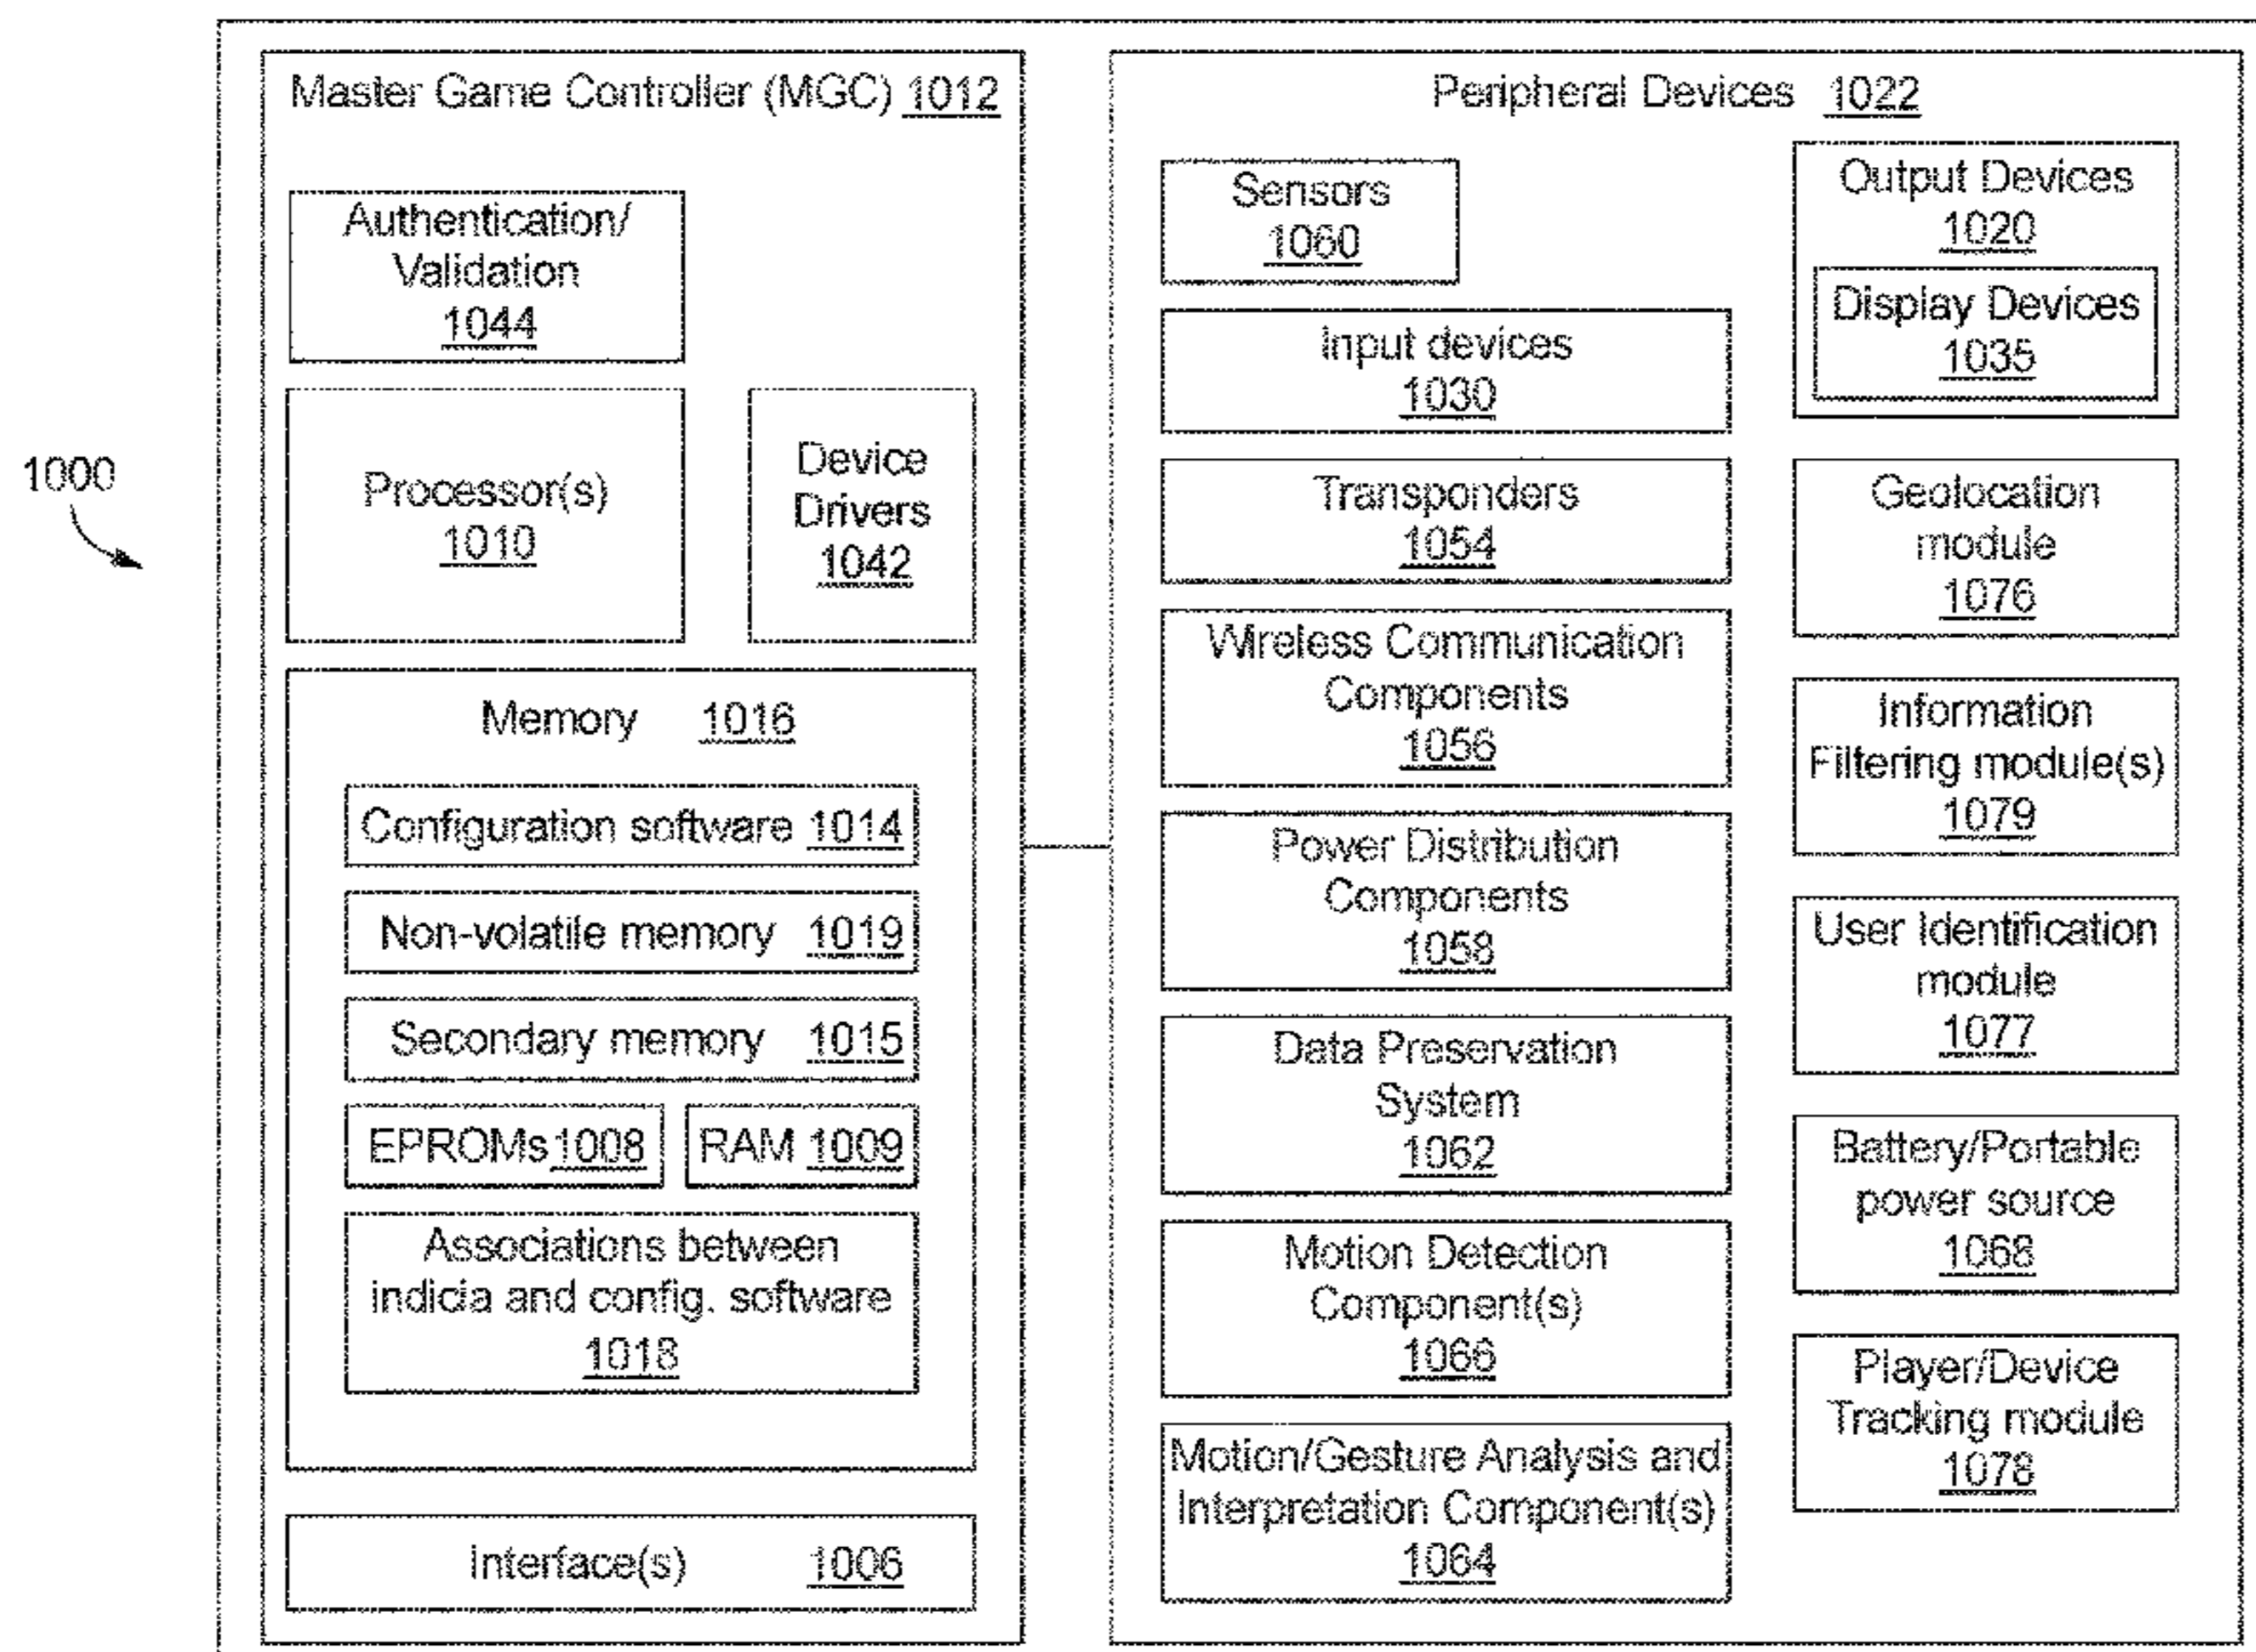 1000
Master Game Controller (MGC) 1012
Authentication/
Validation
1044
Processor(s)
1010
Device
Drivers
1042
Memory 1016
Configuration software 1014
Non-volatile memory 1019
Secondary memory 1015
EPROMs 1008
RAM 1009
Associations between
indicia and config. software
1018
Interface(s) 1006
Peripheral Devices 1022
Sensors
1060
Input devices
1030
Transponders
1054
Wireless Communication
Components
1056
Power Distribution
Components
1058
Data Preservation
System
1062
Motion Detection
Component(s)
1066
Motion/Gesture Analysis and
Interpretation Component(s)
1064
Output Devices
1020
Display Devices
1035
Geolocation
module
1076
Information
Filtering module(s)
1079
User Identification
module
1077
Battery/Portable
power source
1068
Player/Device
Tracking module
1078